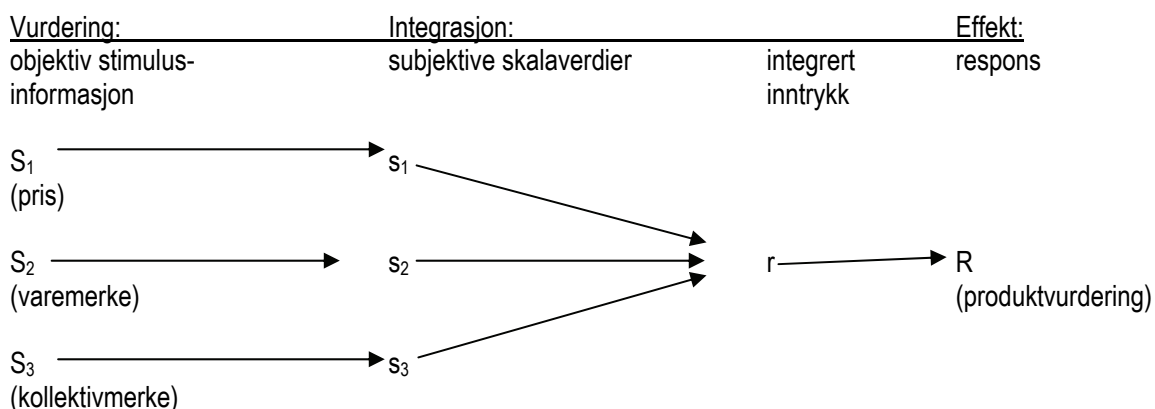 Vurdering: Integrasjon: Effekt:
objektiv stimulus- subjektive skalaverdier integrert respons
informasjon inntrykk
S₁ s₁
(pris)
S₂ s₂ r R
(varemerke) (produktvurdering)
S₃ s₃
(kollektivmerke)